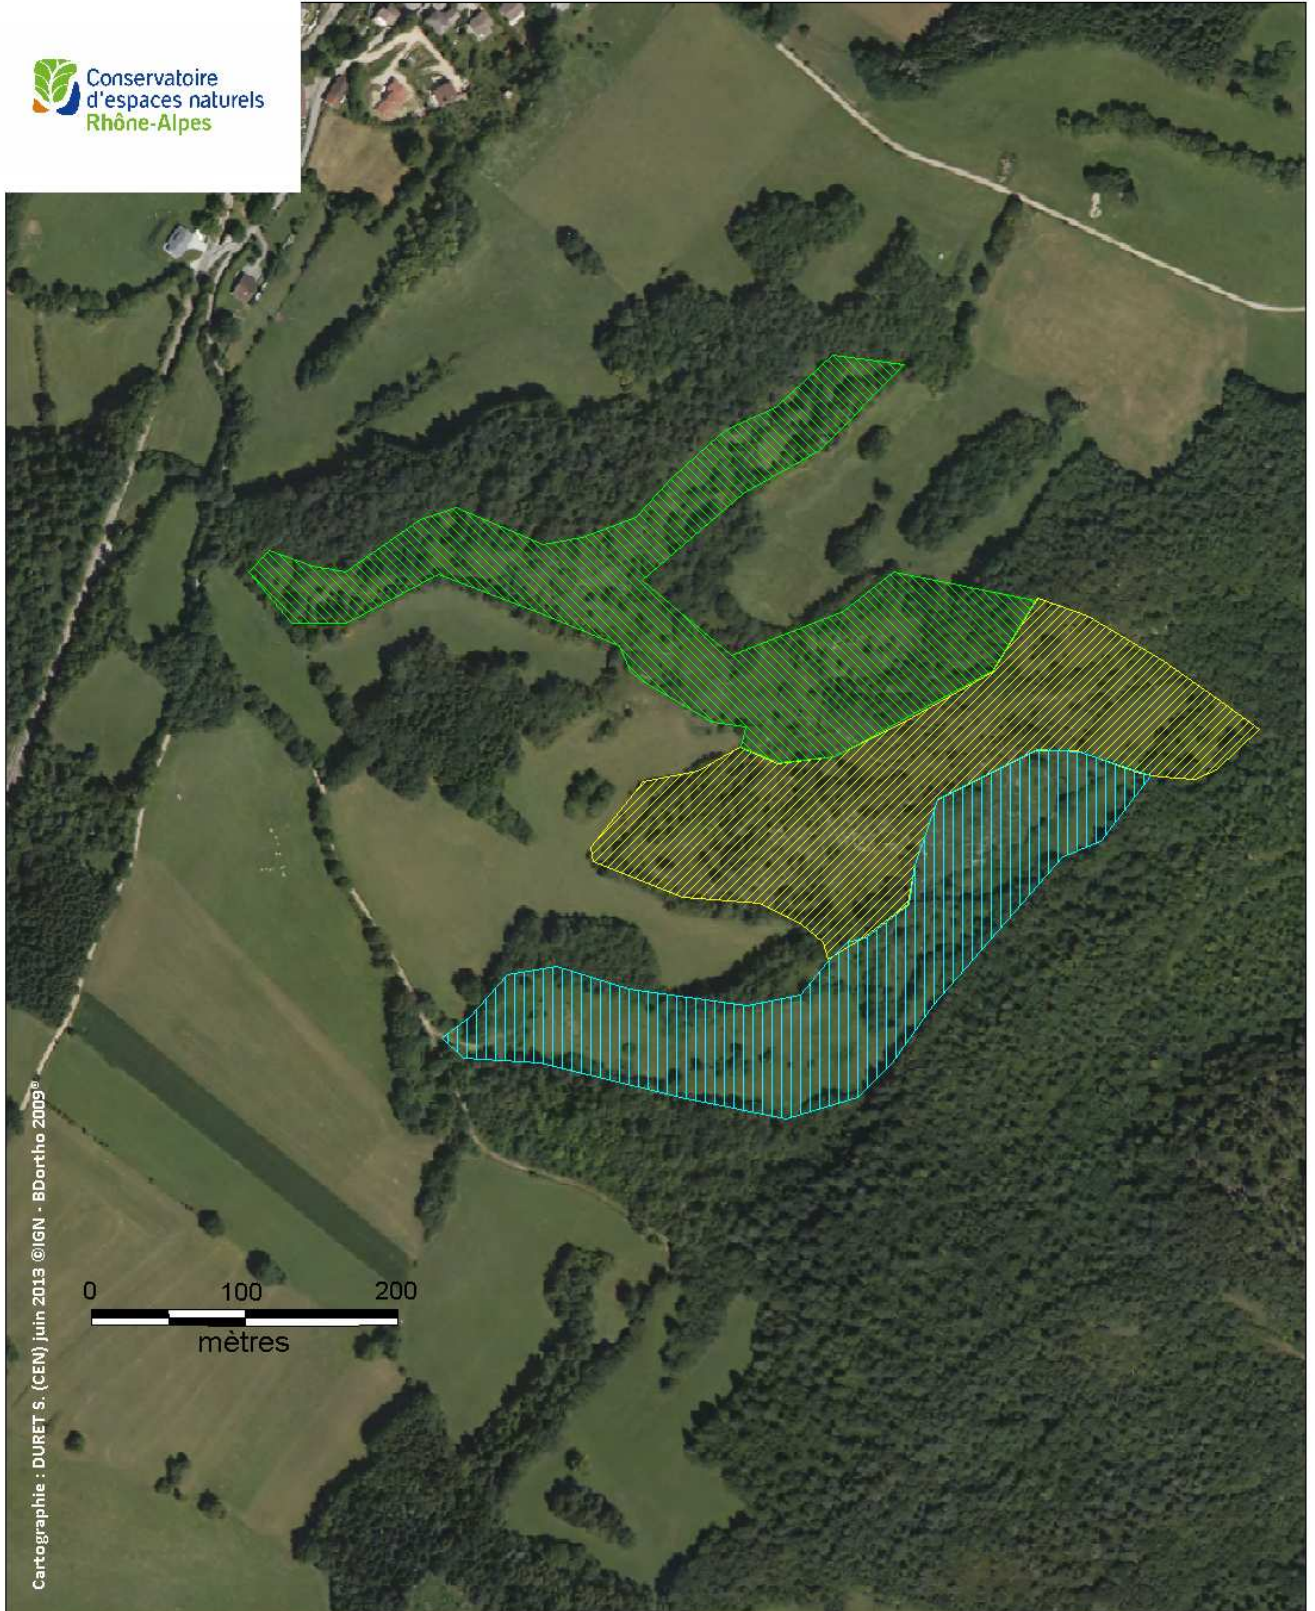 Conservatoire
d'espaces naturels
Rhône-Alpes
0 100 200
mètres
Cartographie : DURET S. (CEN) juin 2013 ©IGN - BDortho 2009®